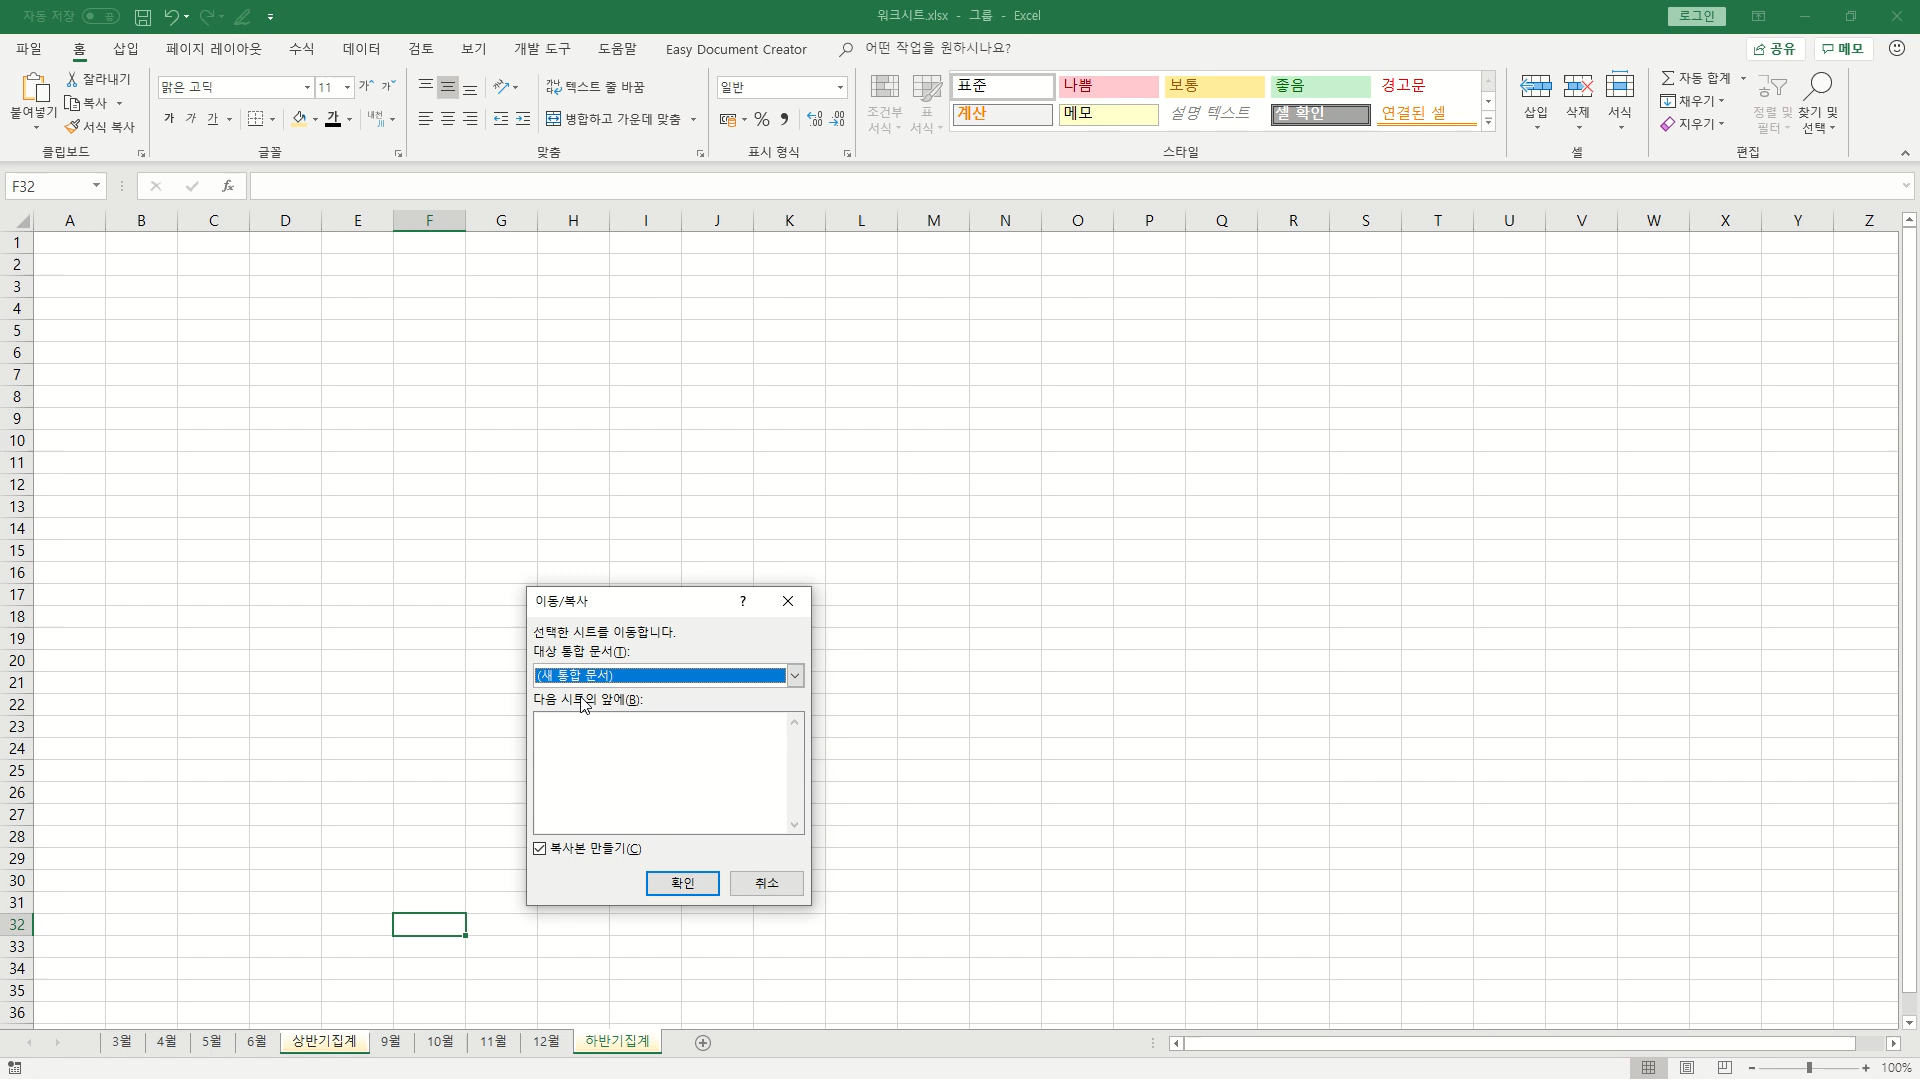 자동 저장 끔 워크시트.xlsx - 그룹 - Excel 로그인
파일 홈 삽입 페이지 레이아웃 수식 데이터 검토 보기 개발 도구 도움말 Easy Document Creator 어떤 작업을 원하시나요? 공유 메모
붙여넣기 잘라내기 복사 서식 복사 클립보드
맑은 고딕 11 가 가
가 가 가 가 내천 글꼴
텍스트 줄 바꿈
병합하고 가운데 맞춤 맞춤
일반
% 표시 형식
조건부 서식 표 서식
표준 나쁨 보통 좋음 경고문
계산 메모 설명 텍스트 셀 확인 연결된 셀
스타일
삽입 삭제 서식 셀
자동 합계
채우기
지우기
정렬 및 필터 찾기 및 선택 편집
F32 fx
A B C D E F G H I J K L M N O P Q R S T U V W X Y Z
1
2
3
4
5
6
7
8
9
10
11
12
13
14
15
16
17
18
19
20
21
22
23
24
25
26
27
28
29
30
31
32
33
34
35
36
이동/복사 ?
선택한 시트를 이동합니다.
대상 통합 문서(T):
(새 통합 문서)
다음 시트의 앞에(B):
복사본 만들기(C)
확인 취소
3월 4월 5월 6월 상반기집계 9월 10월 11월 12월 하반기집계
100%